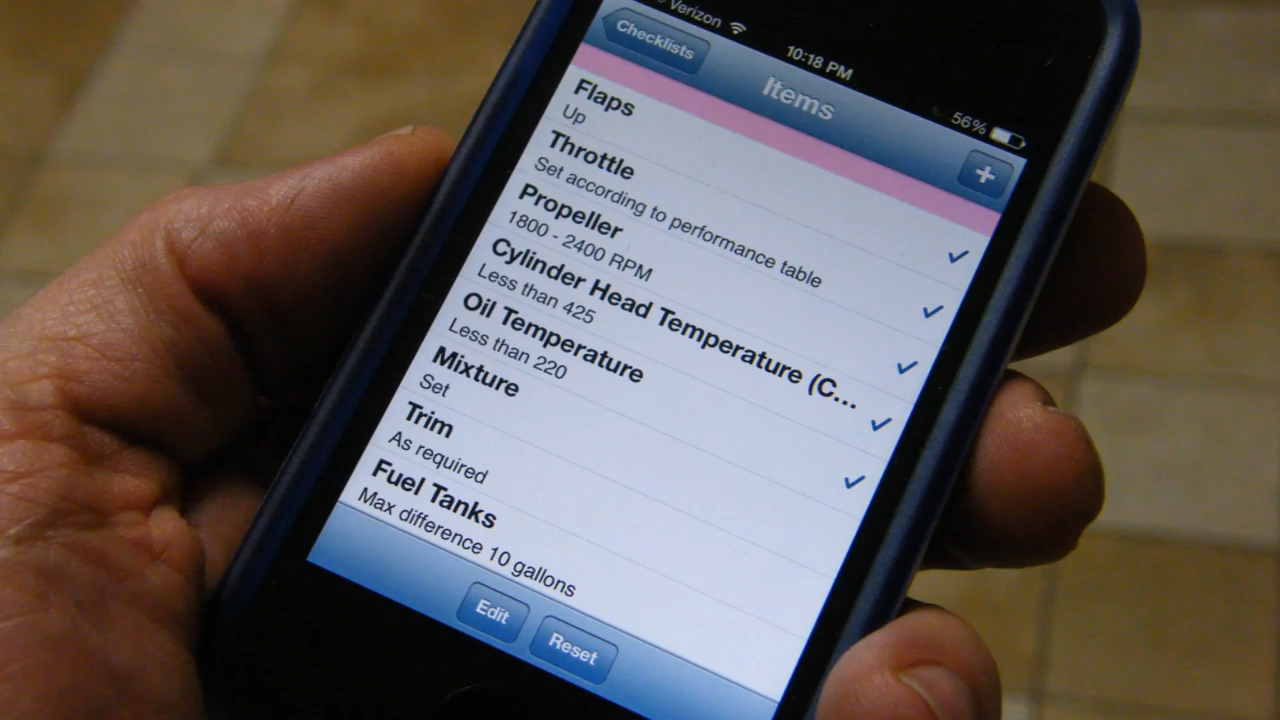 Verizon
10:18 PM
56%
Checklists
Items
+
Flaps
Up
Throttle
Set according to performance table
Propeller
1800 - 2400 RPM
Cylinder Head Temperature (C...
Less than 425
Oil Temperature
Less than 220
Mixture
Set
Trim
As required
Fuel Tanks
Max difference 10 gallons
Edit
Reset